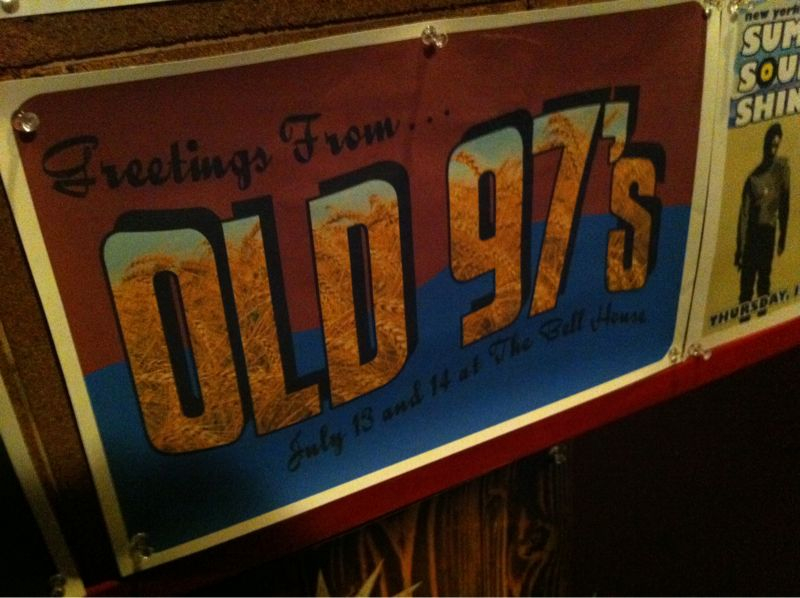 Greetings From...
OLD 97's
July 13 and 14 at The Bell House
new york
SUM
SOU
SHIN
THURSDAY,